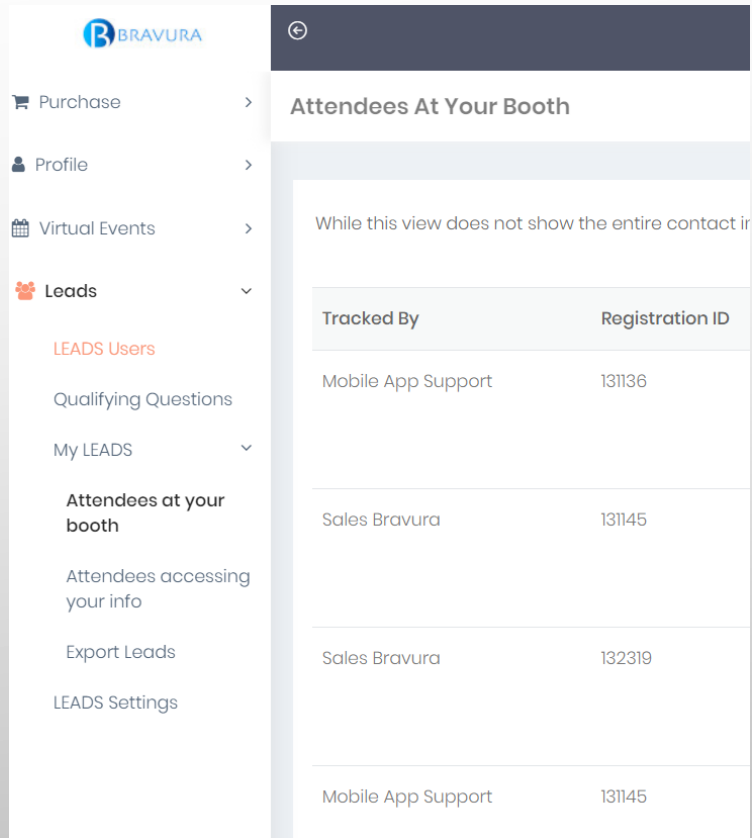 BRAVURA
Purchase
Profile
Virtual Events
Leads
LEADS Users
Qualifying Questions
My LEADS
Attendees at your
booth
Attendees accessing
your info
Export Leads
LEADS Settings
Attendees At Your Booth
While this view does not show the entire contact
Tracked By Registration ID
Mobile App Support 131136
Sales Bravura 131145
Sales Bravura 132319
Mobile App Support 131145